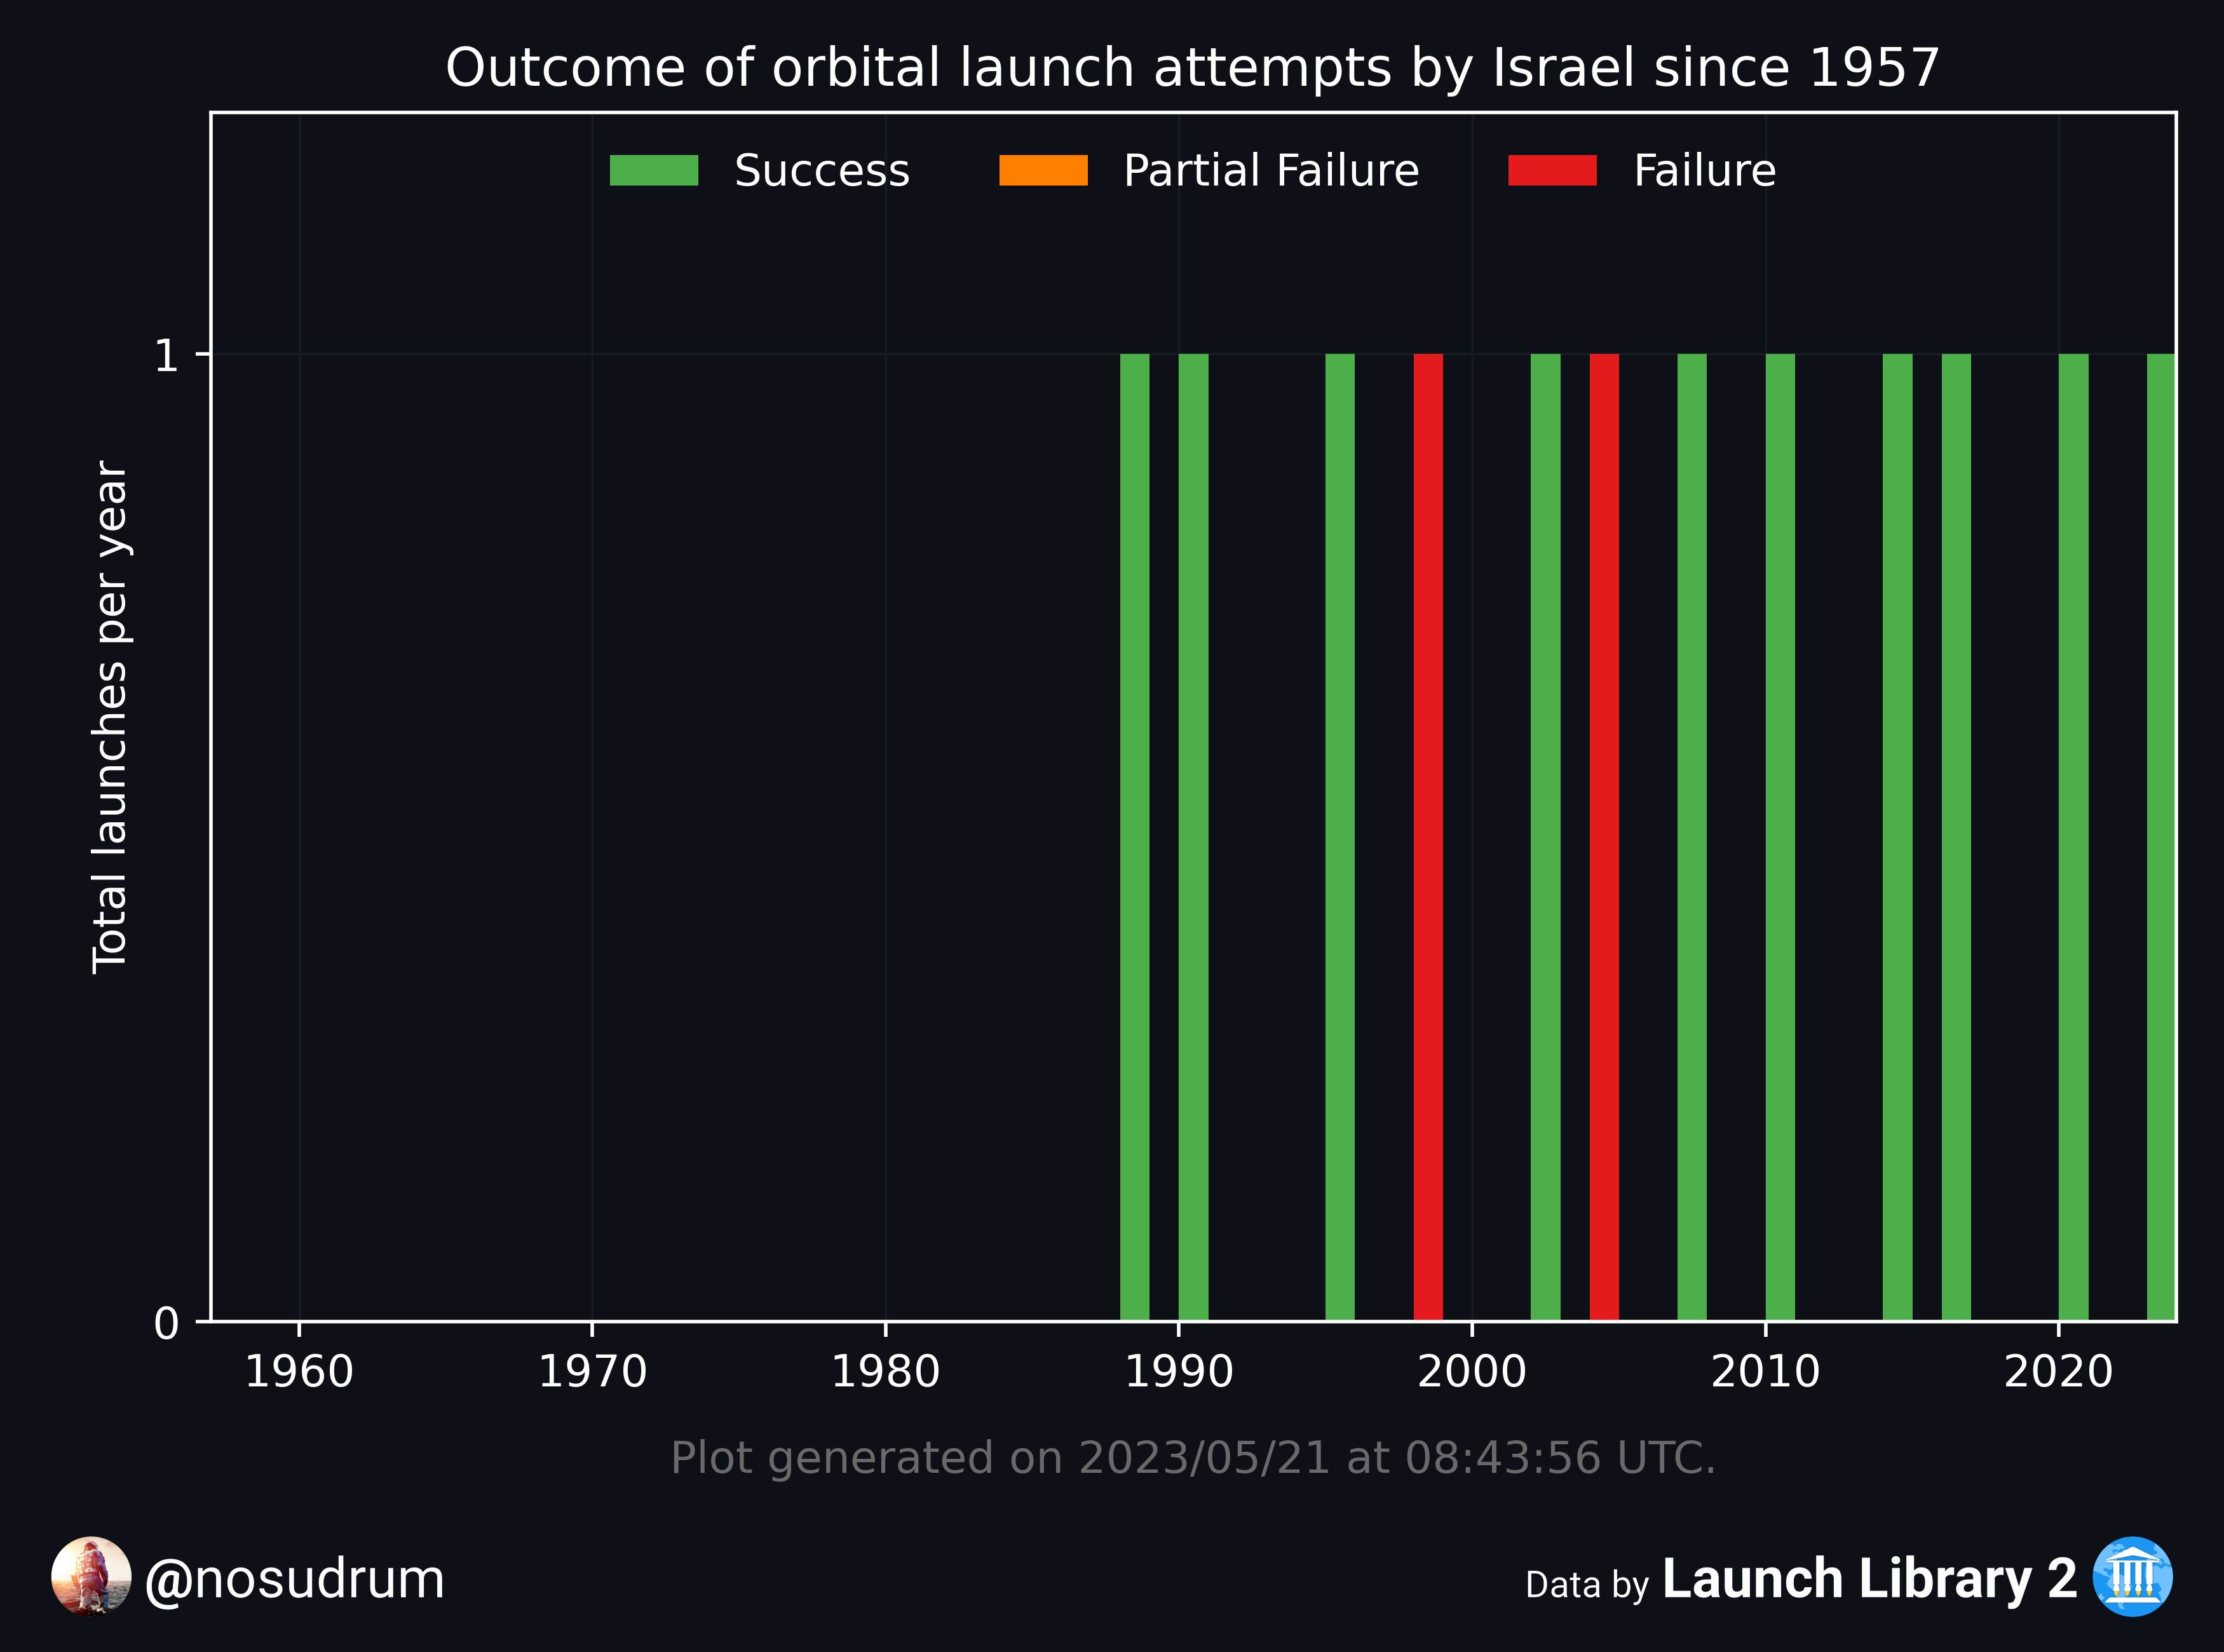 Outcome of orbital launch attempts by Israel since 1957
Success Partial Failure Failure
Total launches per year
1
0
1960 1970 1980 1990 2000 2010 2020
Plot generated on 2023/05/21 at 08:43:56 UTC.
@nosudrum
Data by Launch Library 2